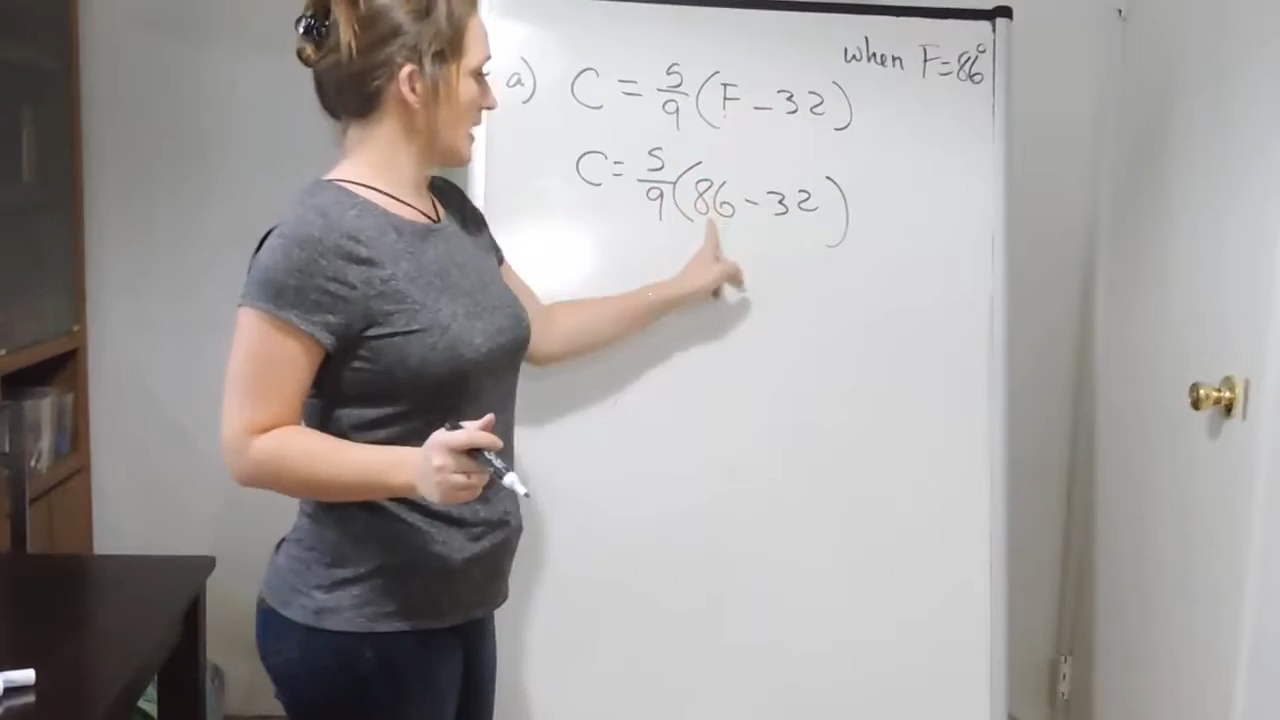 when F=86°
a) C = 5/9 (F - 32)
C = 5/9 (86 - 32)